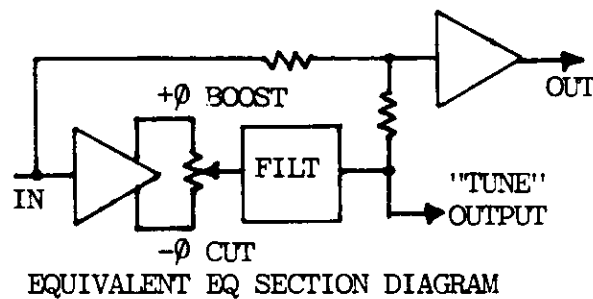 OUT
+Ø BOOST
FILT
IN
"TUNE"
OUTPUT
-Ø CUT
EQUIVALENT EQ SECTION DIAGRAM